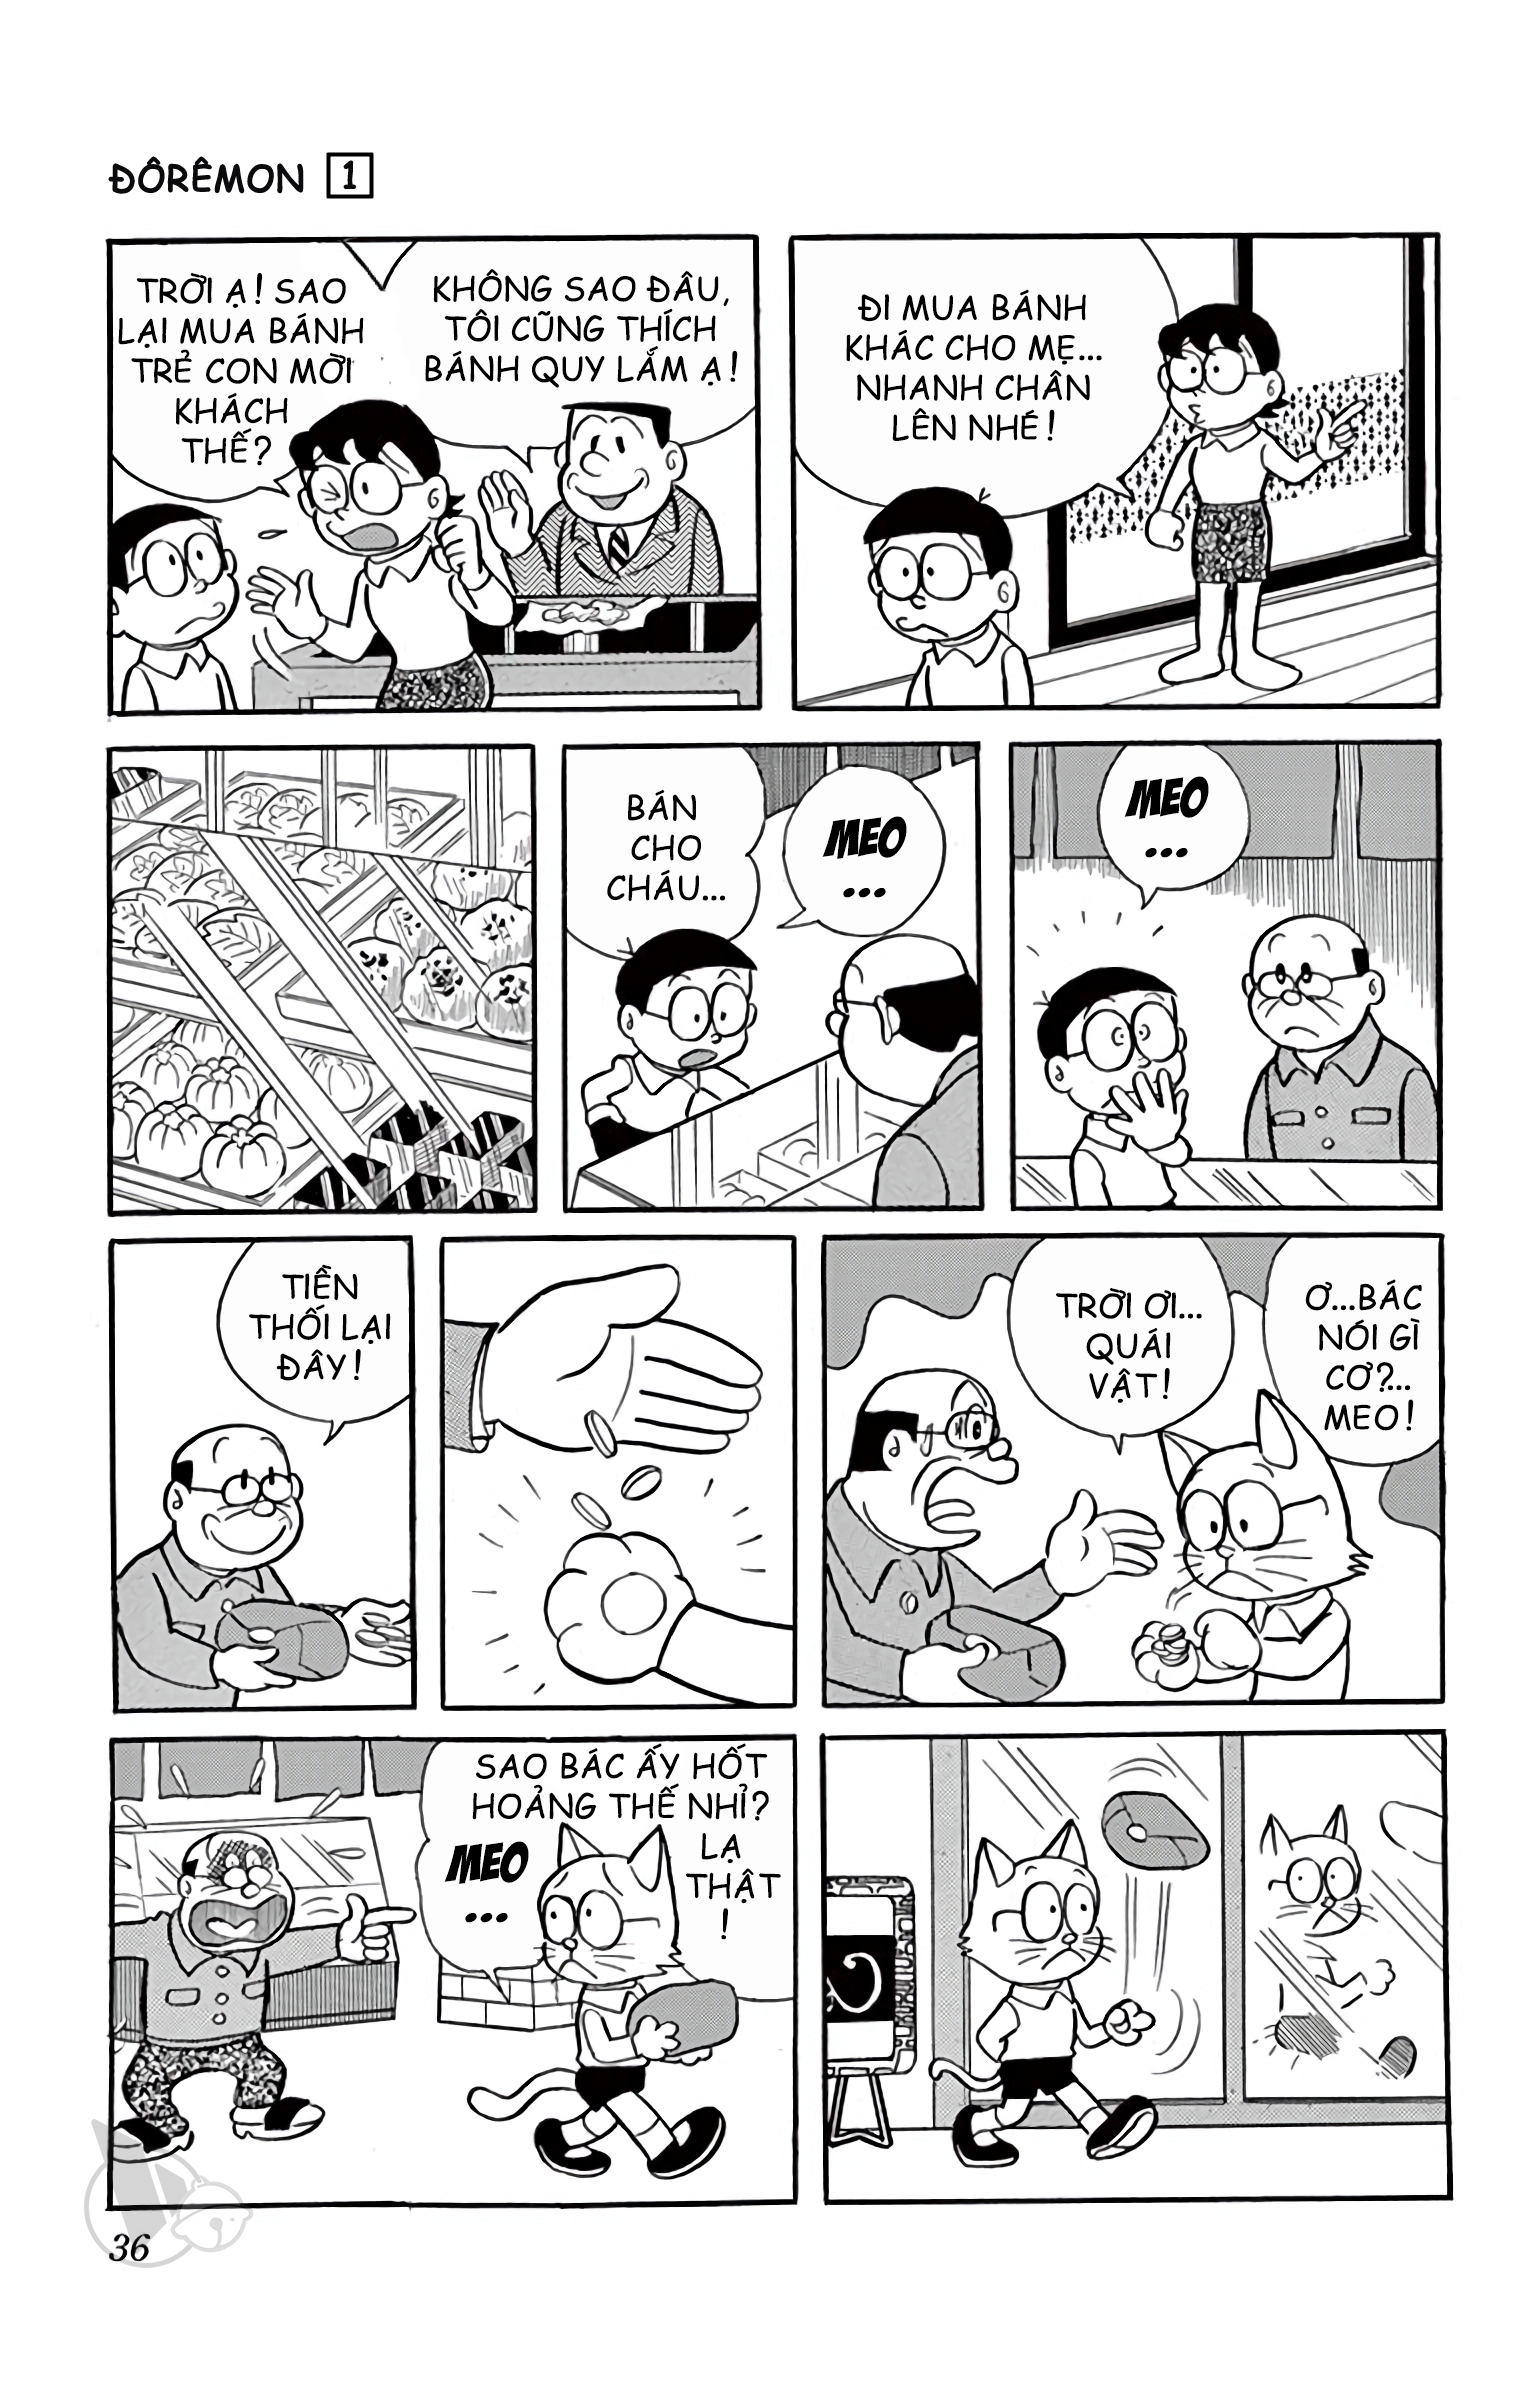 ĐÔRÊMON 1
TRỜI Ạ! SAO
LẠI MUA BÁNH
TRẺ CON MỜI
KHÁCH
THẾ?
KHÔNG SAO ĐÂU,
TÔI CŨNG THÍCH
BÁNH QUY LẮM Ạ!
ĐI MUA BÁNH
KHÁC CHO MẸ...
NHANH CHÂN
LÊN NHÉ!
BÁN
CHO
CHÁU...
MEO
...
MEO
...
TIỀN
THỐI LẠI
ĐÂY!
TRỜI ƠI...
QUÁI
VẬT!
Ơ...BÁC
NÓI GÌ
CƠ?...
MEO!
SAO BÁC ẤY HỐT
HOẢNG THẾ NHỈ?
LẠ
THẬT
!
MEO
...
36